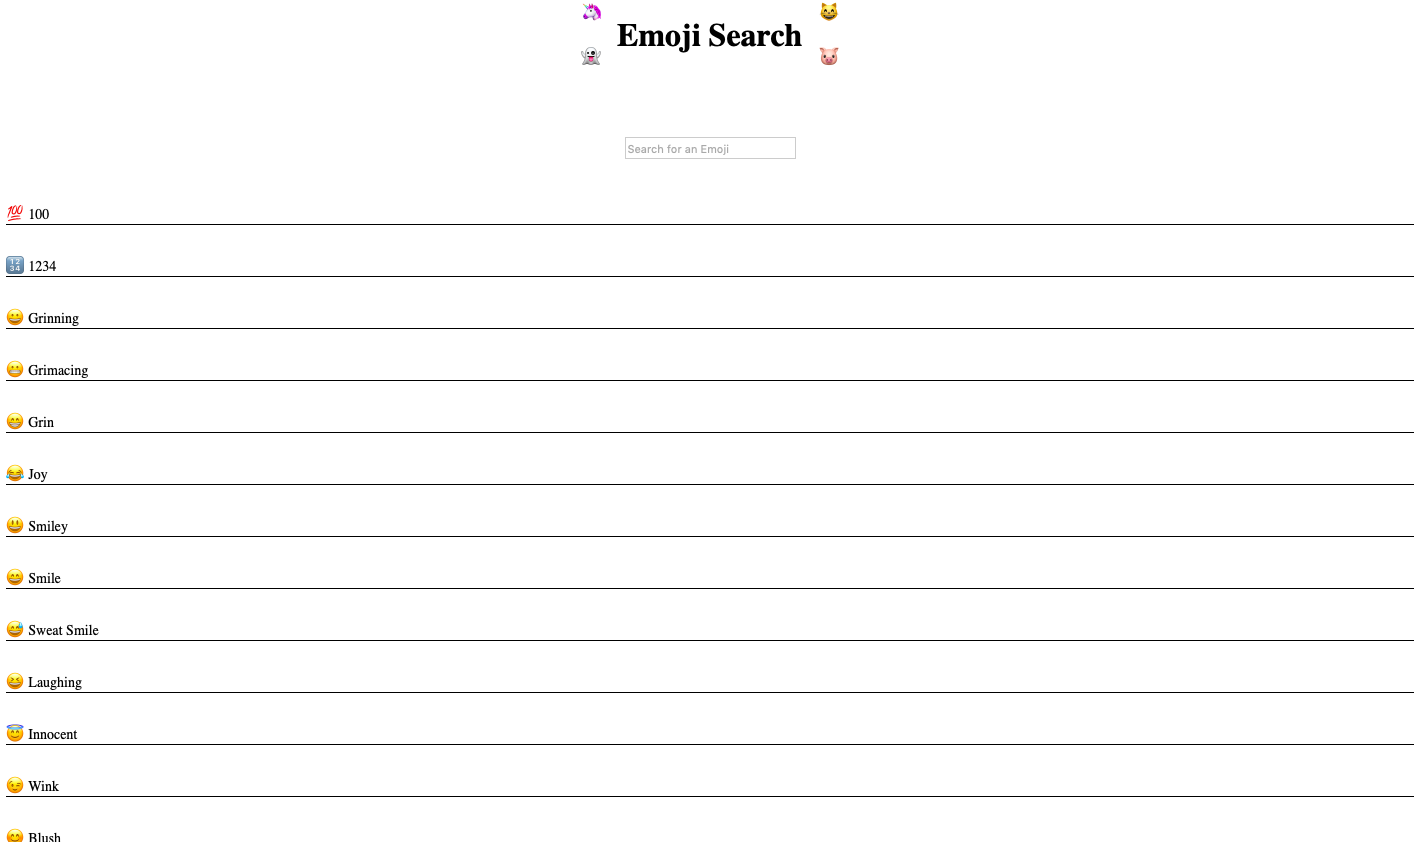 Emoji Search
Search for an Emoji
💯 100
🔢 1234
😀 Grinning
😬 Grimacing
😁 Grin
😂 Joy
😃 Smiley
😄 Smile
😅 Sweat Smile
😆 Laughing
😇 Innocent
😉 Wink
😊 Blush